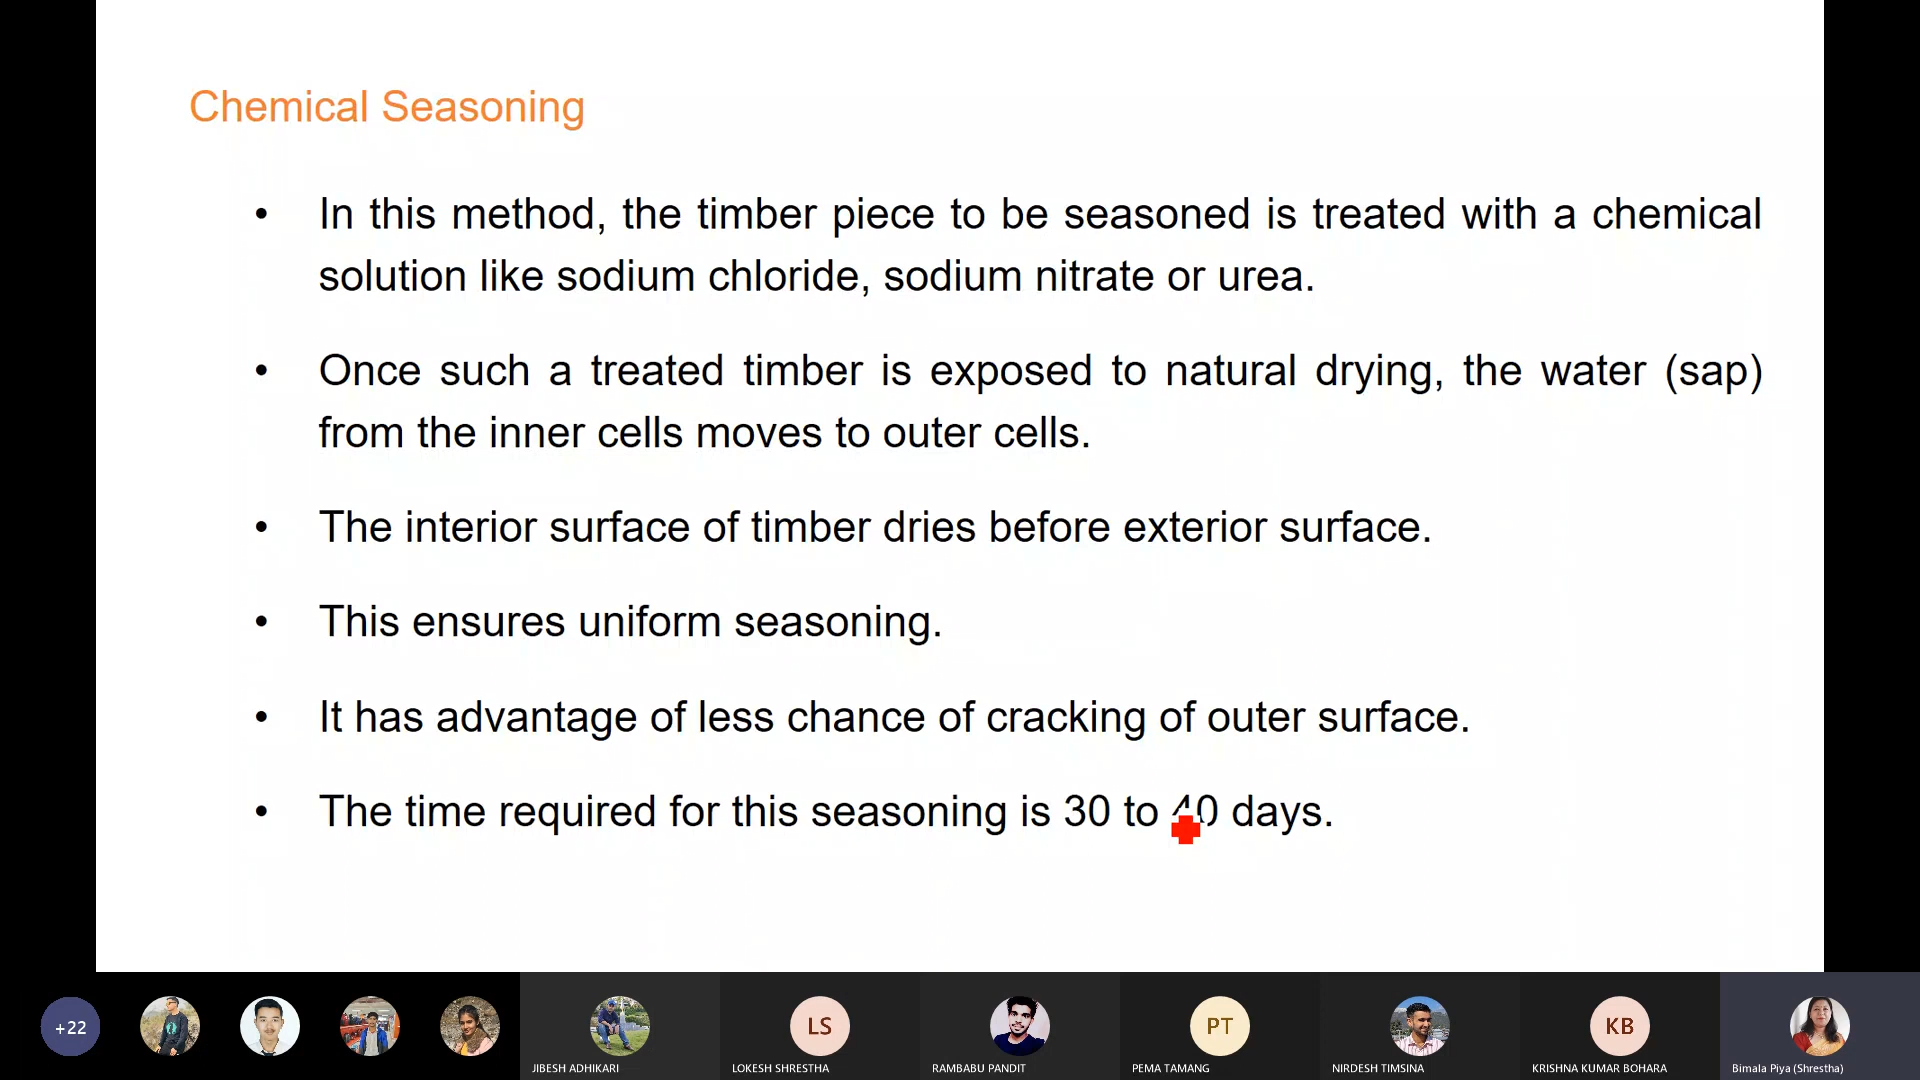 Chemical Seasoning
• In this method, the timber piece to be seasoned is treated with a chemical
solution like sodium chloride, sodium nitrate or urea.
• Once such a treated timber is exposed to natural drying, the water (sap)
from the inner cells moves to outer cells.
• The interior surface of timber dries before exterior surface.
• This ensures uniform seasoning.
• It has advantage of less chance of cracking of outer surface.
• The time required for this seasoning is 30 to 40 days.
+22
LS
PT
KB
JIBESH ADHIKARI
LOKESH SHRESTHA
RAMBABU PANDIT
PEMA TAMANG
NIRDESH TIMSINA
KRISHNA KUMAR BOHARA
Bimala Piya (Shrestha)